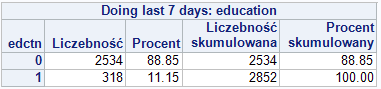 Doing last 7 days: education
edctn Liczebność Procent Liczebność skumulowana Procent skumulowany
0 2534 88.85 2534 88.85
1 318 11.15 2852 100.00